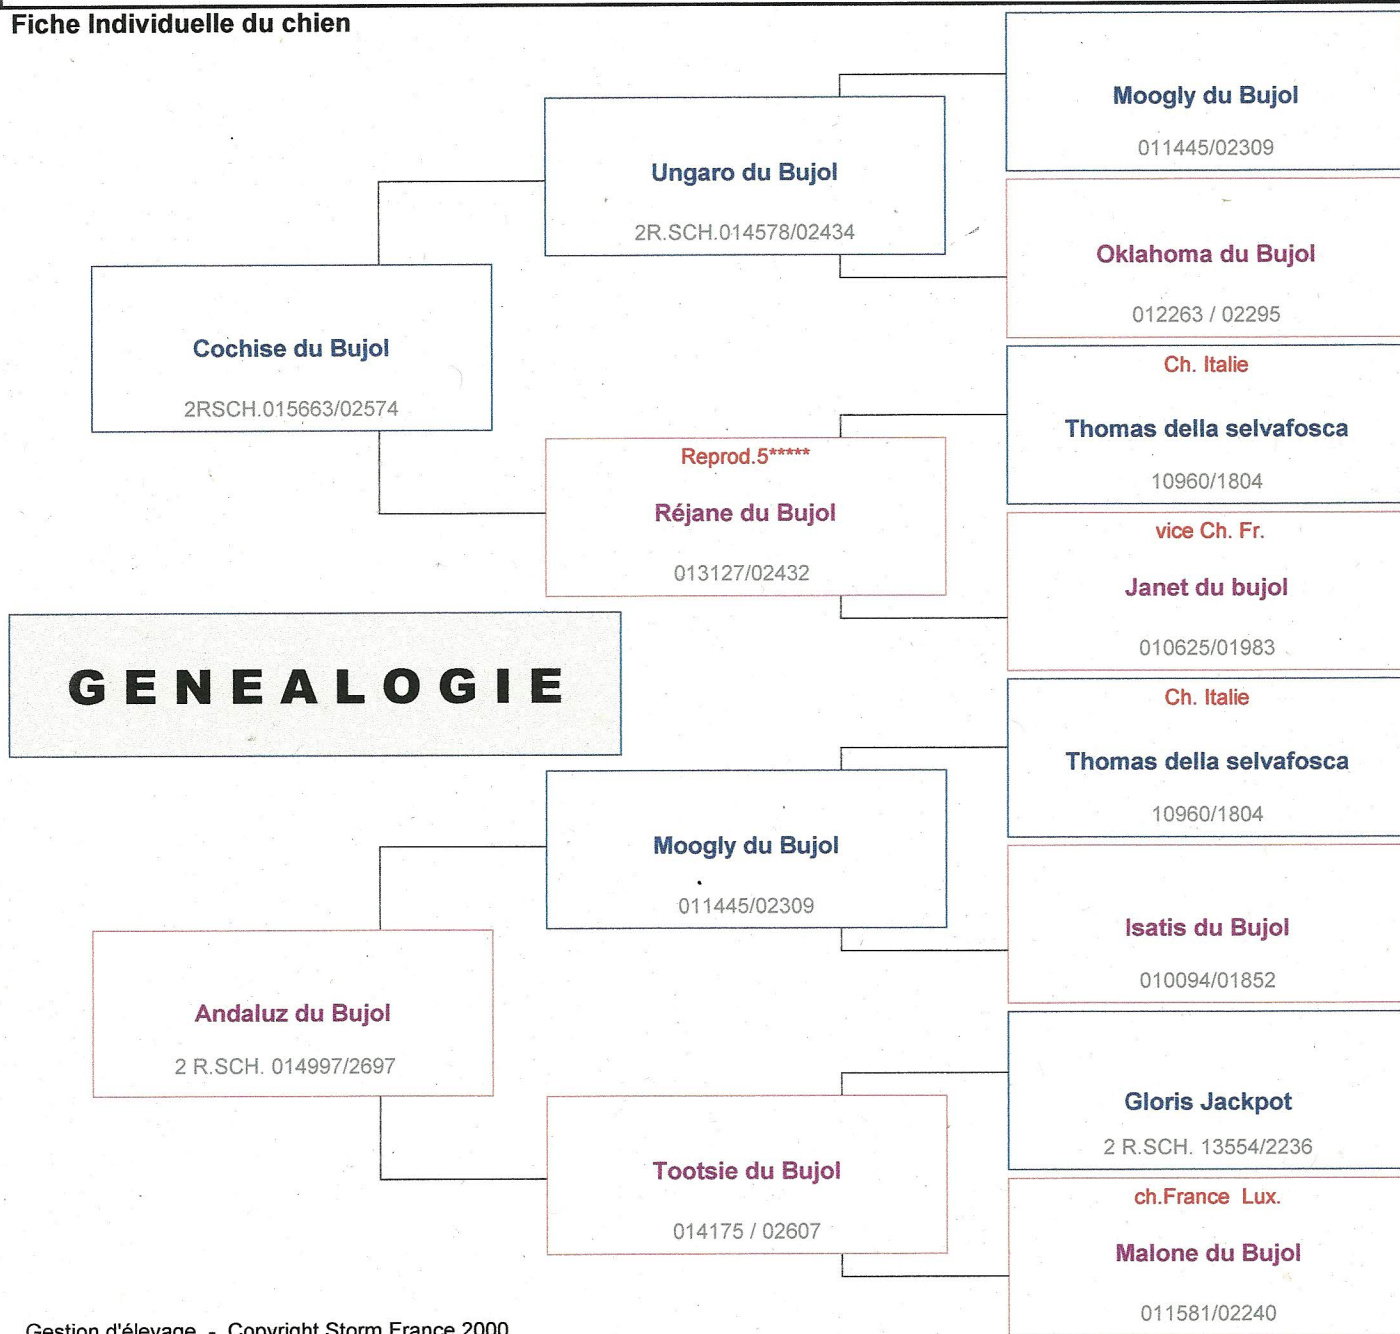 Fiche Individuelle du chien
Moogly du Bujol
011445/02309
Ungaro du Bujol
2R.SCH.014578/02434
Oklahoma du Bujol
012263 / 02295
Cochise du Bujol
2RSCH.015663/02574
Ch. Italie
Thomas della selvafosca
10960/1804
Reprod.5*****
Réjane du Bujol
013127/02432
vice Ch. Fr.
Janet du bujol
010625/01983
GENEALOGIE
Ch. Italie
Thomas della selvafosca
10960/1804
Moogly du Bujol
011445/02309
Isatis du Bujol
010094/01852
Andaluz du Bujol
2 R.SCH. 014997/2697
Gloris Jackpot
2 R.SCH. 13554/2236
Tootsie du Bujol
014175 / 02607
ch.France Lux.
Malone du Bujol
011581/02240
Gestion d'élevage - Copyright Storm France 2000